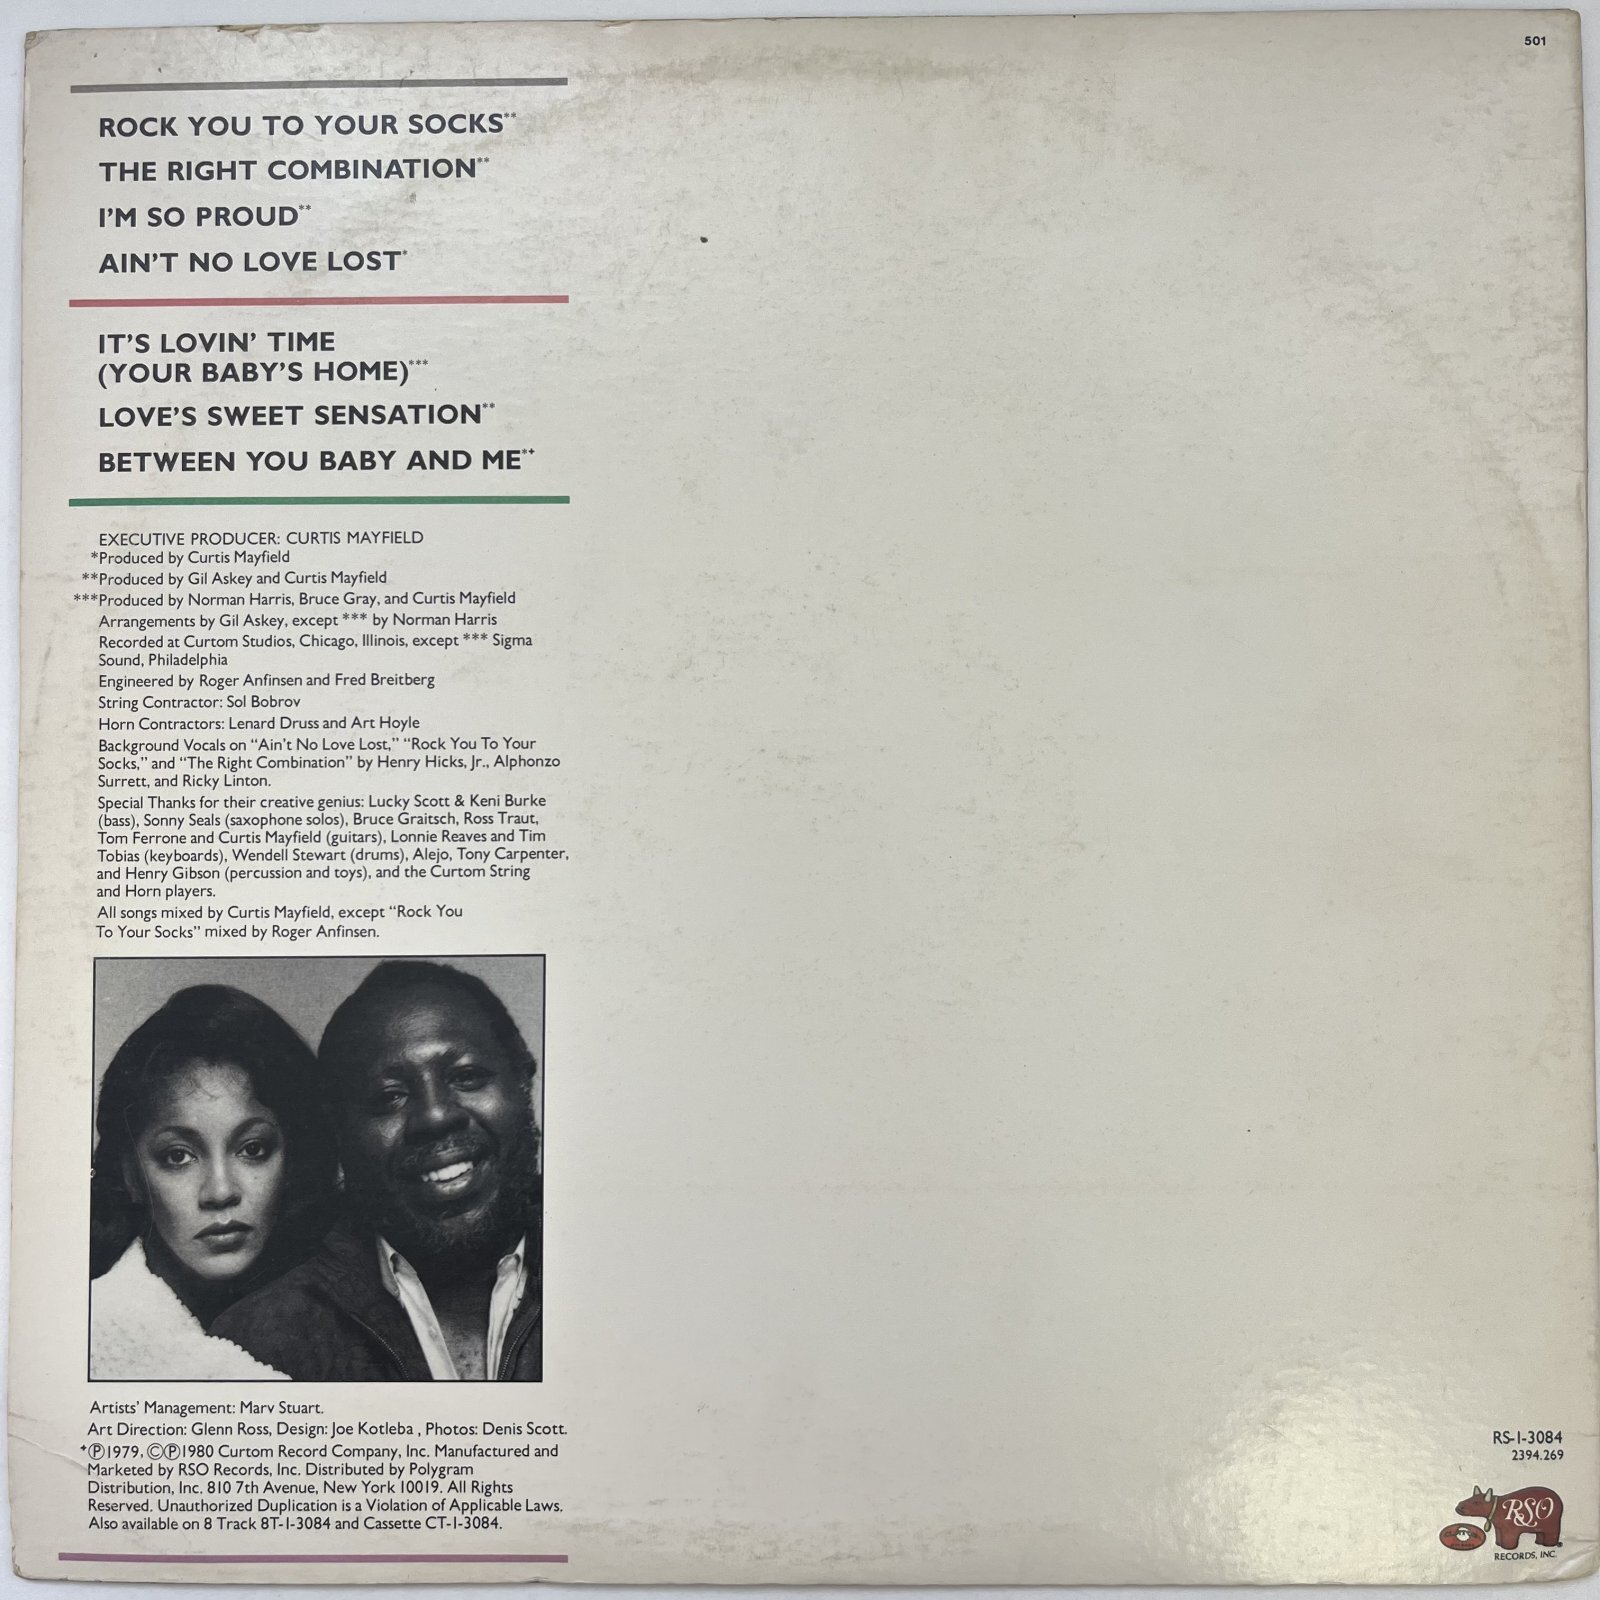 501
ROCK YOU TO YOUR SOCKS**
THE RIGHT COMBINATION**
I'M SO PROUD**
AIN'T NO LOVE LOST*
IT'S LOVIN' TIME
(YOUR BABY'S HOME)***
LOVE'S SWEET SENSATION**
BETWEEN YOU BABY AND ME*+
EXECUTIVE PRODUCER: CURTIS MAYFIELD
*Produced by Curtis Mayfield
**Produced by Gil Askey and Curtis Mayfield
***Produced by Norman Harris, Bruce Gray, and Curtis Mayfield
Arrangements by Gil Askey, except *** by Norman Harris
Recorded at Curtom Studios, Chicago, Illinois, except *** Sigma
Sound, Philadelphia
Engineered by Roger Anfinsen and Fred Breitberg
String Contractor: Sol Bobrov
Horn Contractors: Lenard Druss and Art Hoyle
Background Vocals on "Ain't No Love Lost," "Rock You To Your
Socks," and "The Right Combination" by Henry Hicks, Jr., Alphonzo
Surrett, and Ricky Linton.
Special Thanks for their creative genius: Lucky Scott & Keni Burke
(bass), Sonny Seals (saxophone solos), Bruce Graitsch, Ross Traut,
Tom Ferrone and Curtis Mayfield (guitars), Lonnie Reaves and Tim
Tobias (keyboards), Wendell Stewart (drums), Alejo, Tony Carpenter,
and Henry Gibson (percussion and toys), and the Curtom String
and Horn players.
All songs mixed by Curtis Mayfield, except "Rock You
To Your Socks" mixed by Roger Anfinsen.
Artists' Management: Marv Stuart.
Art Direction: Glenn Ross, Design: Joe Kotleba , Photos: Denis Scott.
+℗1979, ©℗1980 Curtom Record Company, Inc. Manufactured and
Marketed by RSO Records, Inc. Distributed by Polygram
Distribution, Inc. 810 7th Avenue, New York 10019. All Rights
Reserved. Unauthorized Duplication is a Violation of Applicable Laws.
Also available on 8 Track 8T-1-3084 and Cassette CT-1-3084.
RS-1-3084
2394.269
RSO
RECORDS, INC.